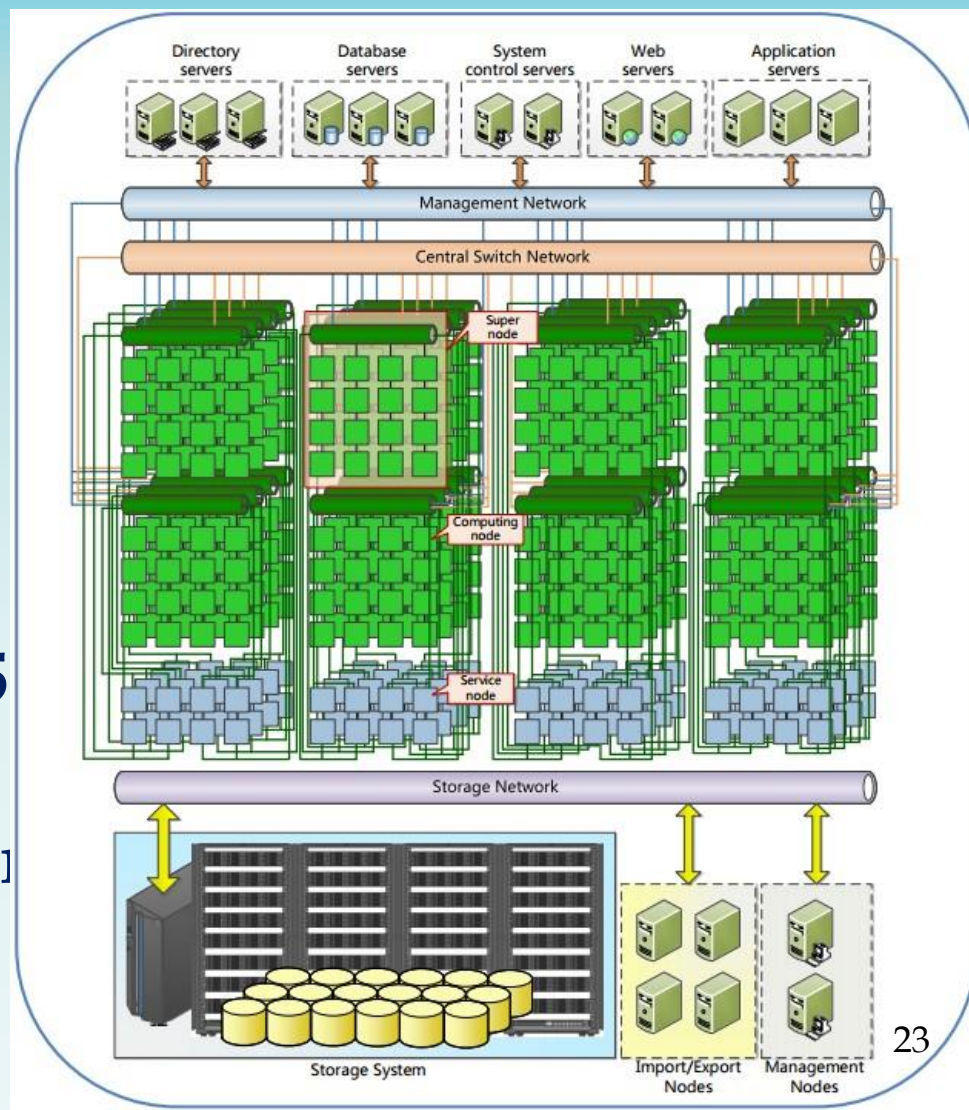 Directory
servers
Database
servers
System
control servers
Web
servers
Application
servers
Management Network
Central Switch Network
Super
node
Computing
node
5
Service
node
Storage Network
Storage System
Import/Export
Nodes
Management
Nodes
23